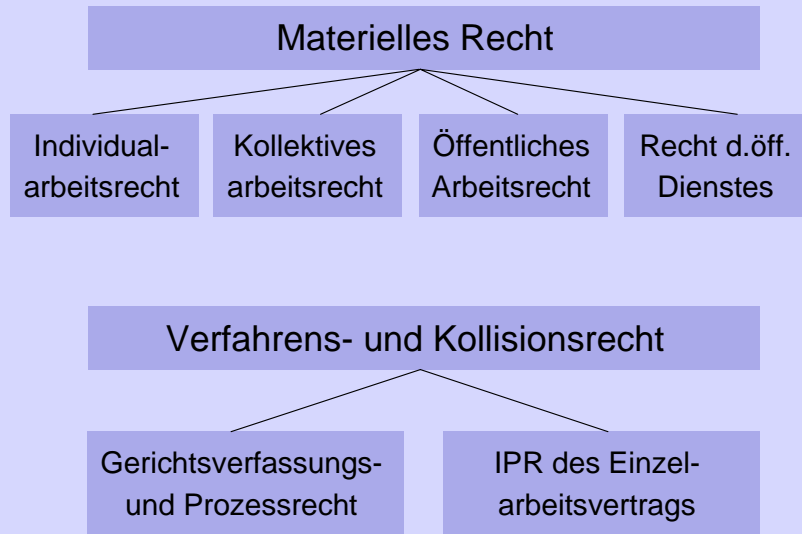 Materielles Recht
Individual-
arbeitsrecht
Kollektives
arbeitsrecht
Öffentliches
Arbeitsrecht
Recht d.öff.
Dienstes
Verfahrens- und Kollisionsrecht
Gerichtsverfassungs-
und Prozessrecht
IPR des Einzel-
arbeitsvertrags